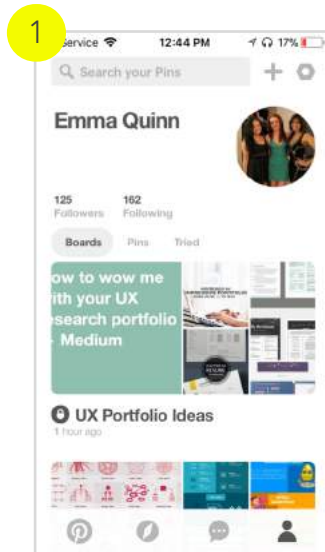 1
Service 12:44 PM 17%
Search your Pins
Emma Quinn
125 162
Followers Following
Boards Pins Tried
ow to wow me
ith your UX
esearch portfolio
- Medium
UX Portfolio Ideas
1 hour ago